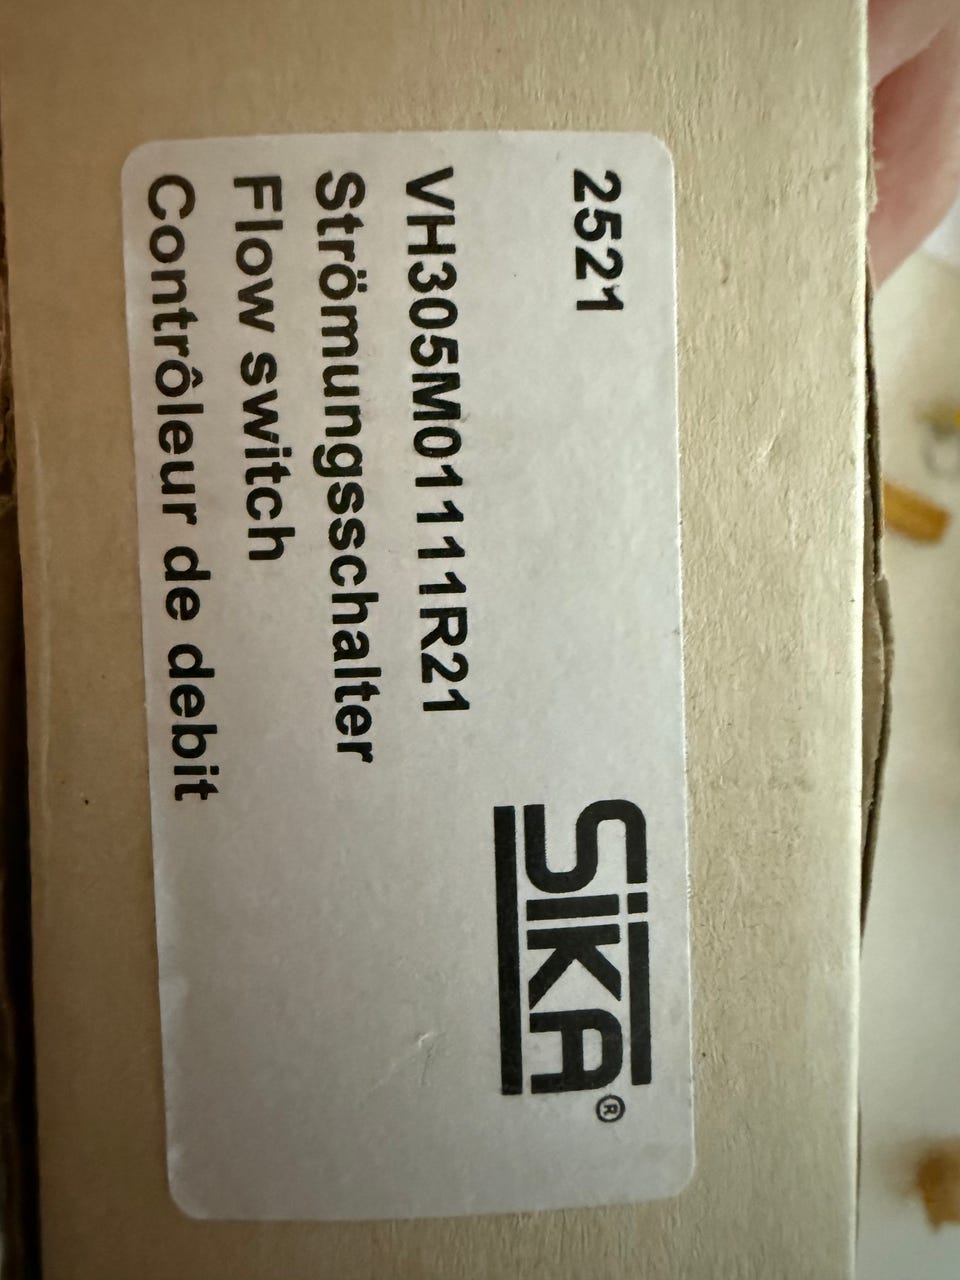 2521
SiKA®
VH305M01111R21
Strömungsschalter
Flow switch
Contrôleur de debit